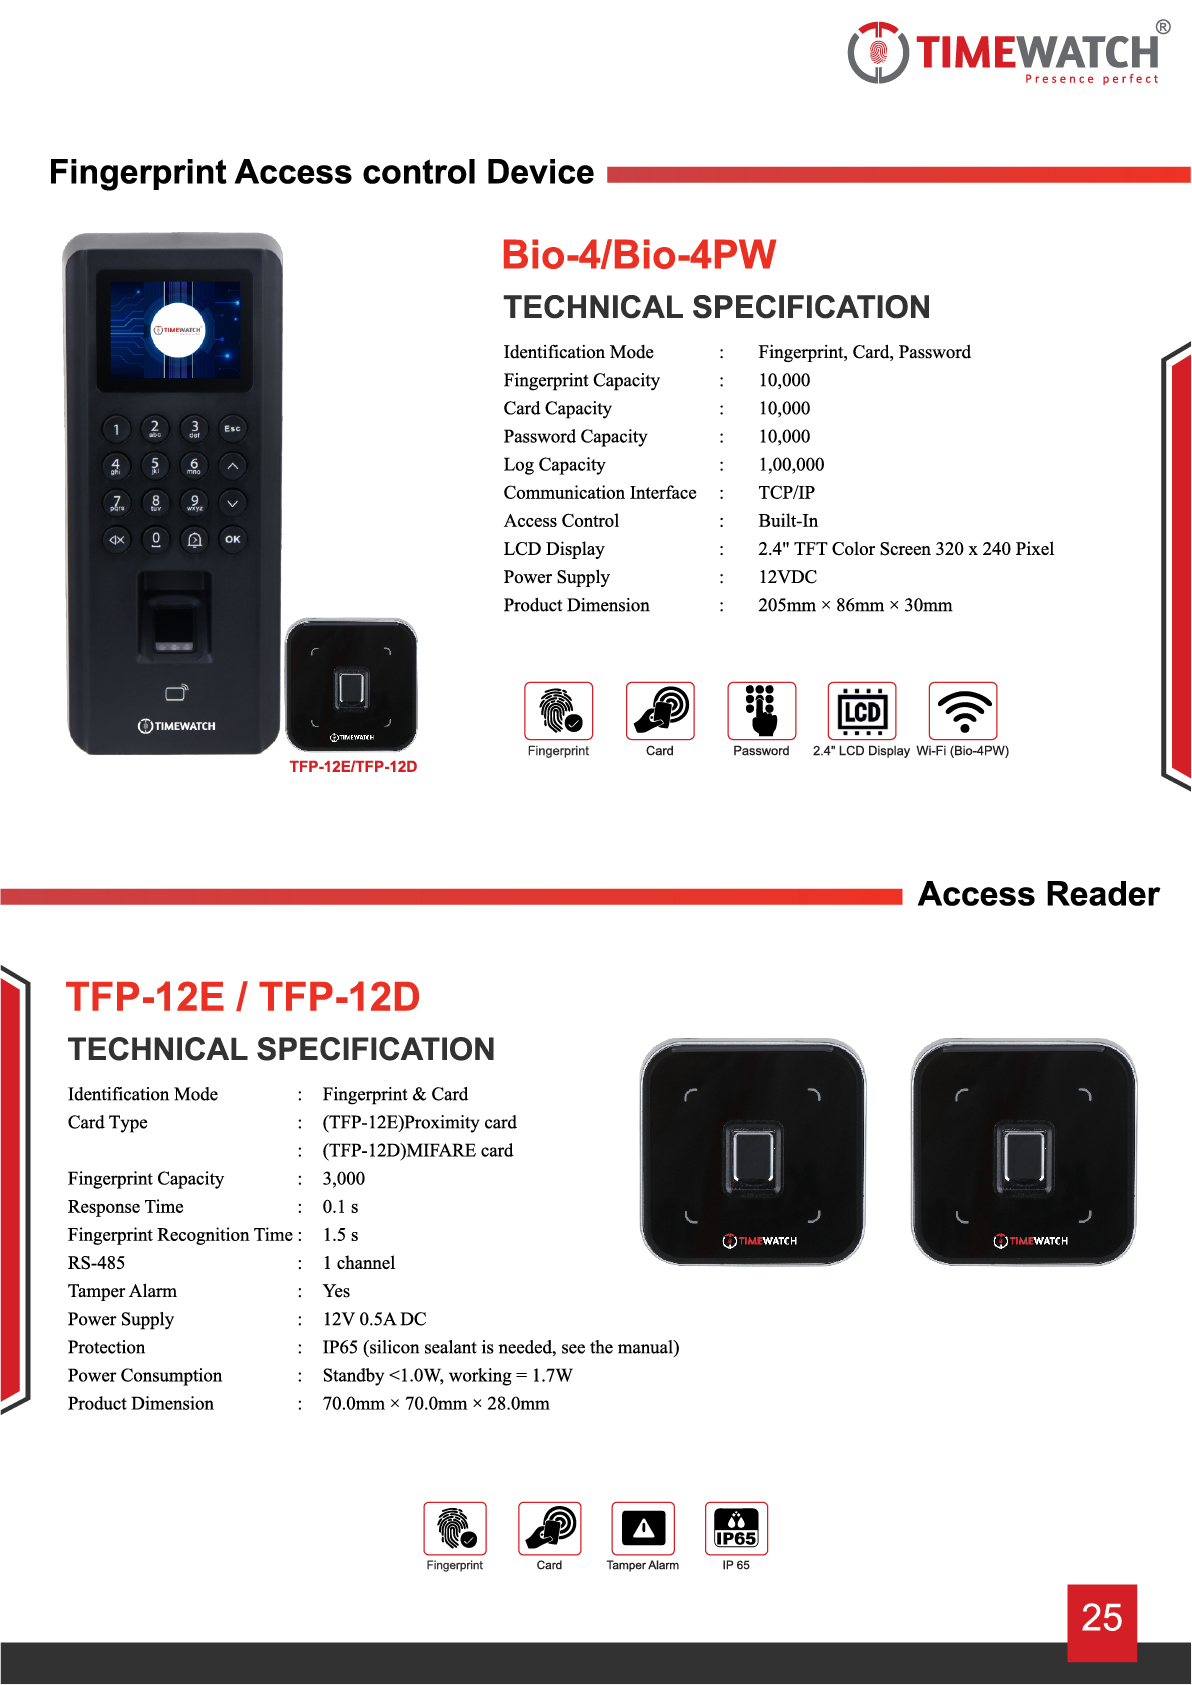 TIMEWATCH®
Presence perfect
Fingerprint Access control Device
Bio-4/Bio-4PW
TECHNICAL SPECIFICATION
Identification Mode : Fingerprint, Card, Password
Fingerprint Capacity : 10,000
Card Capacity : 10,000
Password Capacity : 10,000
Log Capacity : 1,00,000
Communication Interface : TCP/IP
Access Control : Built-In
LCD Display : 2.4" TFT Color Screen 320 x 240 Pixel
Power Supply : 12VDC
Product Dimension : 205mm × 86mm × 30mm
TIMEWATCH
1 2 abc 3 def Esc
4 ghi 5 jkl 6 mno
7 pqrs 8 tuv 9 wxyz
0 OK
TIMEWATCH
TIMEWATCH
TFP-12E/TFP-12D
LCD
Fingerprint Card Password 2.4" LCD Display Wi-Fi (Bio-4PW)
Access Reader
TFP-12E / TFP-12D
TECHNICAL SPECIFICATION
Identification Mode : Fingerprint & Card
Card Type : (TFP-12E)Proximity card
: (TFP-12D)MIFARE card
Fingerprint Capacity : 3,000
Response Time : 0.1 s
Fingerprint Recognition Time : 1.5 s
RS-485 : 1 channel
Tamper Alarm : Yes
Power Supply : 12V 0.5A DC
Protection : IP65 (silicon sealant is needed, see the manual)
Power Consumption : Standby <1.0W, working = 1.7W
Product Dimension : 70.0mm × 70.0mm × 28.0mm
TIMEWATCH
TIMEWATCH
IP65
Fingerprint Card Tamper Alarm IP 65
25